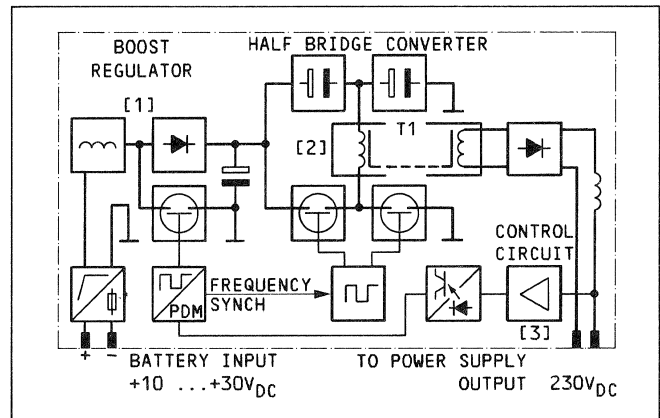 BOOST
REGULATOR
HALF BRIDGE CONVERTER
[1]
[2]
T1
CONTROL
CIRCUIT
FREQUENCY
SYNCH
PDM
[3]
+ −
BATTERY INPUT
+10 ...+30VDC
TO POWER SUPPLY
OUTPUT 230VDC